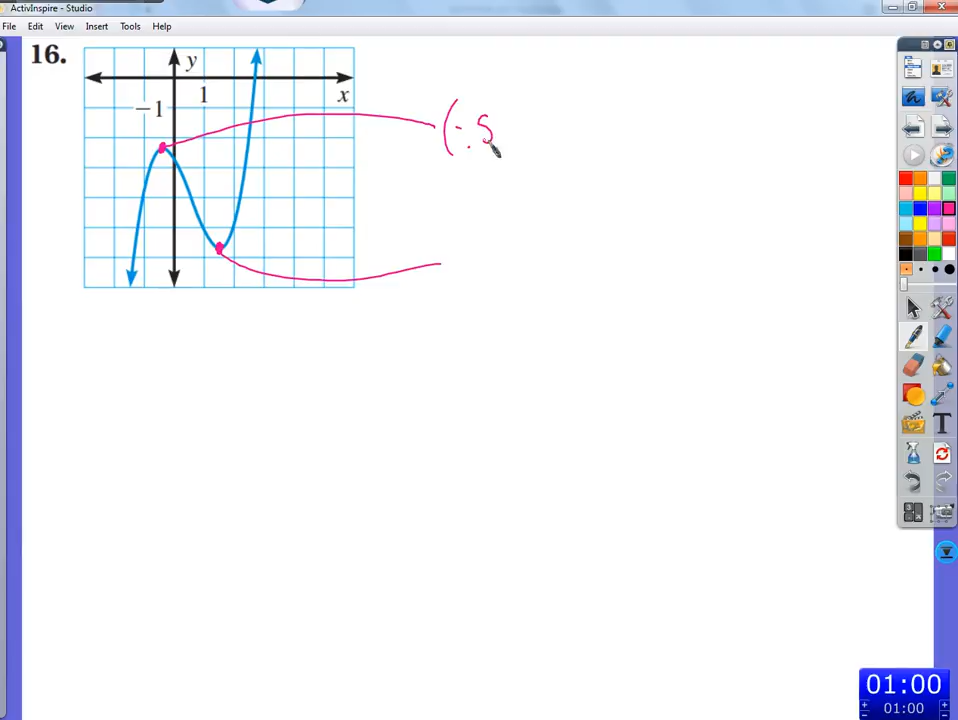 ActivInspire - Studio
File Edit View Insert Tools Help
16.
y
1
x
−1
(-.5
T
01:00
01:00